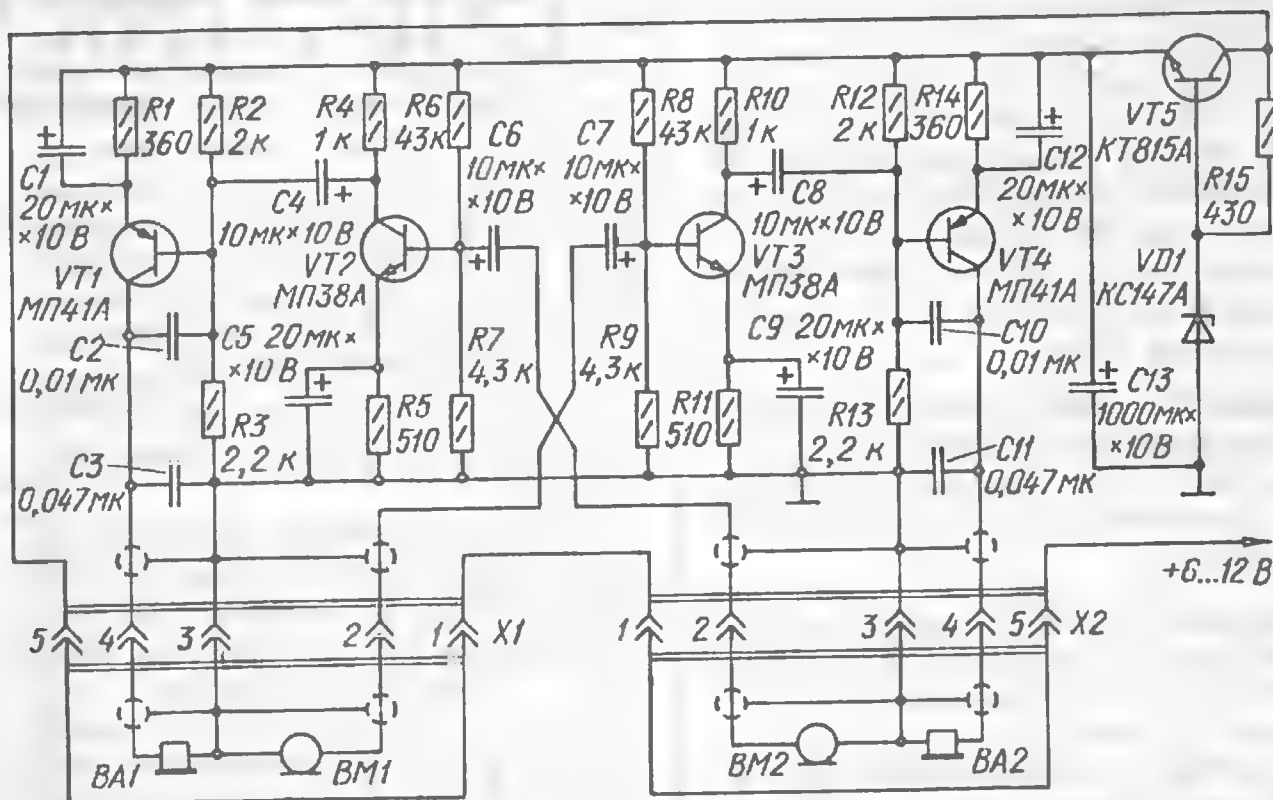 R1
360
R2
2к
R4
1к
R6
43к
C6
10мк×
×10В
C7
10мк×
×10В
R8
43к
R10
1к
R12
2к
R14
360
VT5
КТ815А
R15
430
C1
20мк×
×10В
C4
10мк×10В
C8
10мк×10В
C12
20мк×
×10В
VT1
МП41А
VT2
МП38А
VT3
МП38А
VT4
МП41А
VD1
КС147А
C2
0,01мк
C5 20мк×
×10В
R7
4,3к
R9
4,3к
C9 20мк×
×10В
C10
0,01мк
C13
1000мк×
×10В
R3
2,2к
R5
510
R11
510
R13
2,2к
C3
0,047мк
C11
0,047мк
+6...12В
5 4 3 2 1 X1
1 2 3 4 5 X2
BA1
BM1
BM2
BA2